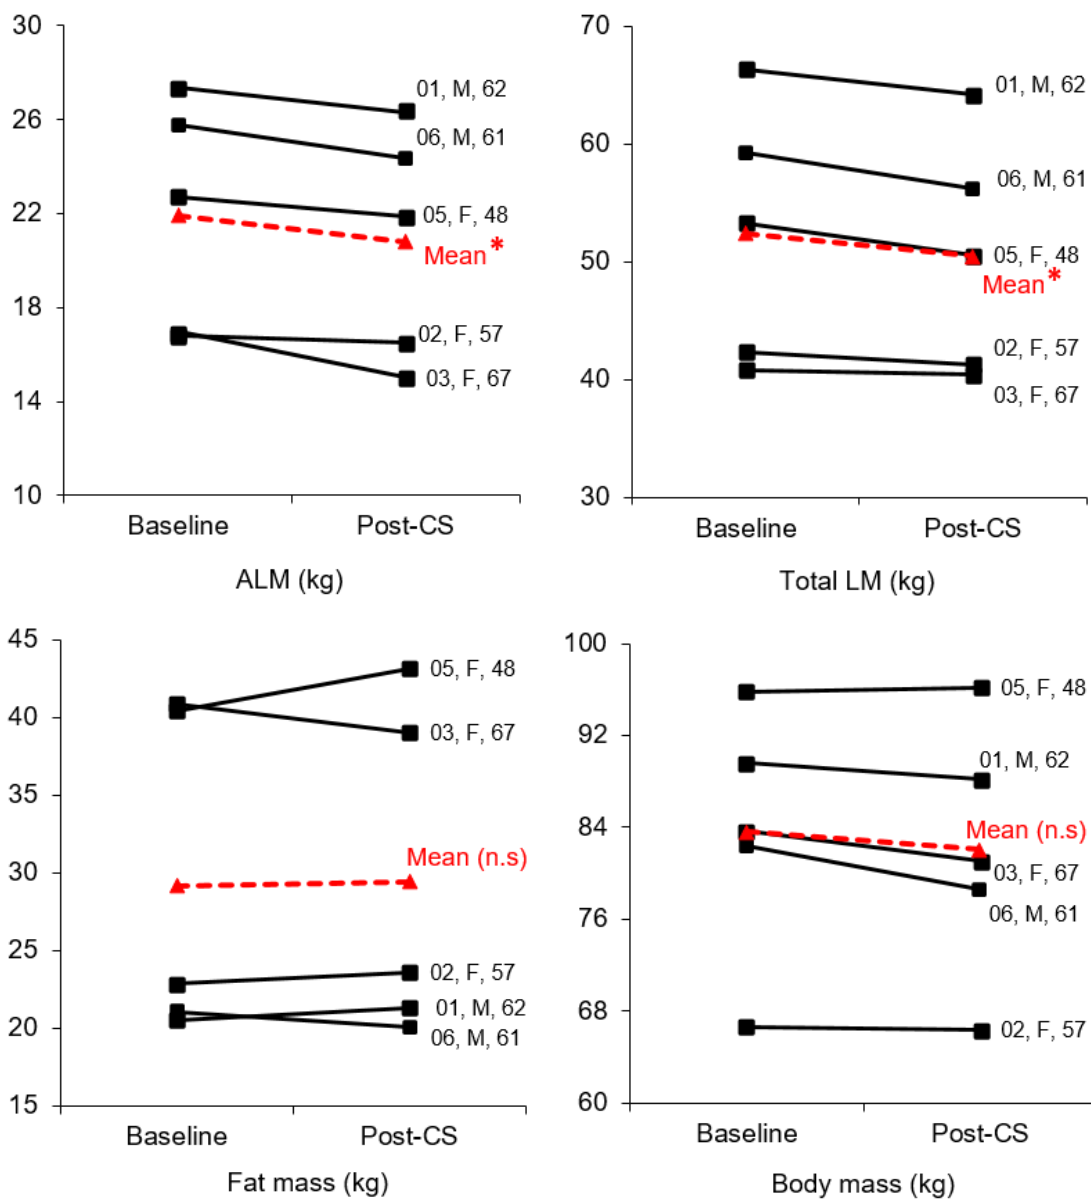 30
26
22
18
14
10
01, M, 62
06, M, 61
05, F, 48
Mean*
02, F, 57
03, F, 67
Baseline Post-CS
ALM (kg)
70
60
50
40
30
01, M, 62
06, M, 61
05, F, 48
Mean*
02, F, 57
03, F, 67
Baseline Post-CS
Total LM (kg)
45
40
35
30
25
20
15
05, F, 48
03, F, 67
Mean (n.s)
02, F, 57
01, M, 62
06, M, 61
Baseline Post-CS
Fat mass (kg)
100
92
84
76
68
60
05, F, 48
01, M, 62
Mean (n.s)
03, F, 67
06, M, 61
02, F, 57
Baseline Post-CS
Body mass (kg)